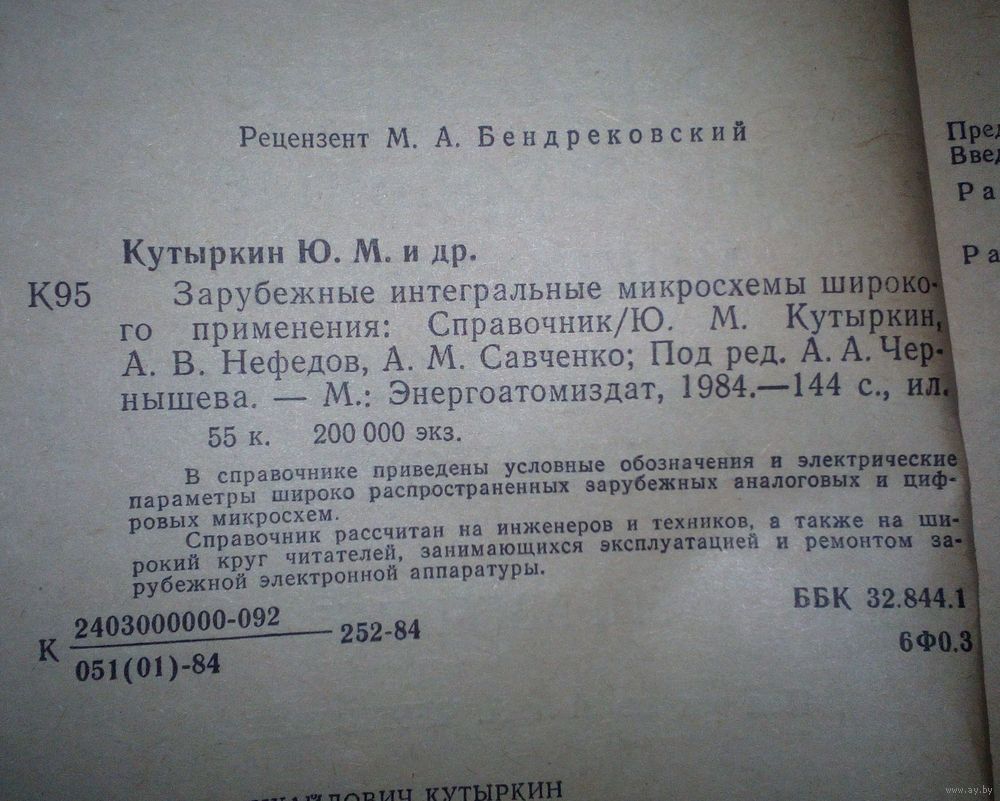 Рецензент М. А. Бендрековский
Кутыркин Ю. М. и др.
К95 Зарубежные интегральные микросхемы широко-
го применения: Справочник/Ю. М. Кутыркин,
А. В. Нефедов, А. М. Савченко; Под ред. А. А. Чер-
нышева. — М.: Энергоатомиздат, 1984.—144 с., ил.
55 к. 200 000 экз.
В справочнике приведены условные обозначения и электрические
параметры широко распространенных зарубежных аналоговых и циф-
ровых микросхем.
Справочник рассчитан на инженеров и техников, а также на ши-
рокий круг читателей, занимающихся эксплуатацией и ремонтом за-
рубежной электронной аппаратуры.
К 2403000000-092
051(01)-84
252-84
ББК 32.844.1
6Ф0.3
КУТЫРКИН
Пред
Введ
Ра
Ра
www.ay.by